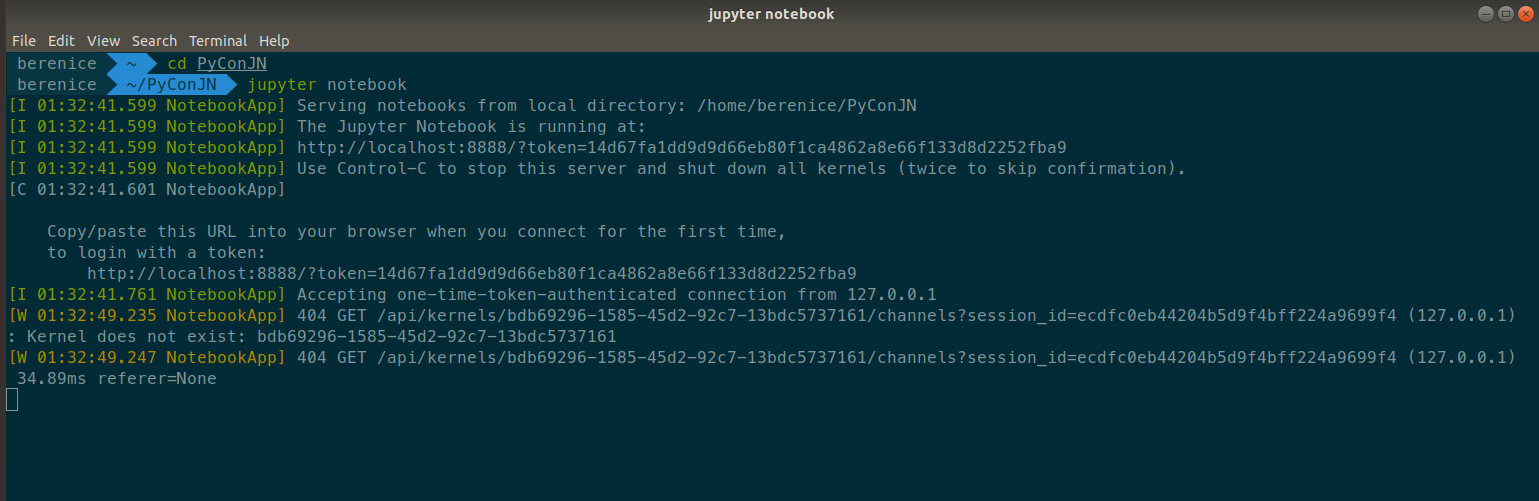 jupyter notebook
File Edit View Search Terminal Help
berenice ~ cd PyConJN
berenice ~/PyConJN jupyter notebook
[I 01:32:41.599 NotebookApp] Serving notebooks from local directory: /home/berenice/PyConJN
[I 01:32:41.599 NotebookApp] The Jupyter Notebook is running at:
[I 01:32:41.599 NotebookApp] http://localhost:8888/?token=14d67fa1dd9d9d66eb80f1ca4862a8e66f133d8d2252fba9
[I 01:32:41.599 NotebookApp] Use Control-C to stop this server and shut down all kernels (twice to skip confirmation).
[C 01:32:41.601 NotebookApp]
Copy/paste this URL into your browser when you connect for the first time,
to login with a token:
http://localhost:8888/?token=14d67fa1dd9d9d66eb80f1ca4862a8e66f133d8d2252fba9
[I 01:32:41.761 NotebookApp] Accepting one-time-token-authenticated connection from 127.0.0.1
[W 01:32:49.235 NotebookApp] 404 GET /api/kernels/bdb69296-1585-45d2-92c7-13bdc5737161/channels?session_id=ecdfc0eb44204b5d9f4bff224a9699f4 (127.0.0.1)
: Kernel does not exist: bdb69296-1585-45d2-92c7-13bdc5737161
[W 01:32:49.247 NotebookApp] 404 GET /api/kernels/bdb69296-1585-45d2-92c7-13bdc5737161/channels?session_id=ecdfc0eb44204b5d9f4bff224a9699f4 (127.0.0.1)
34.89ms referer=None